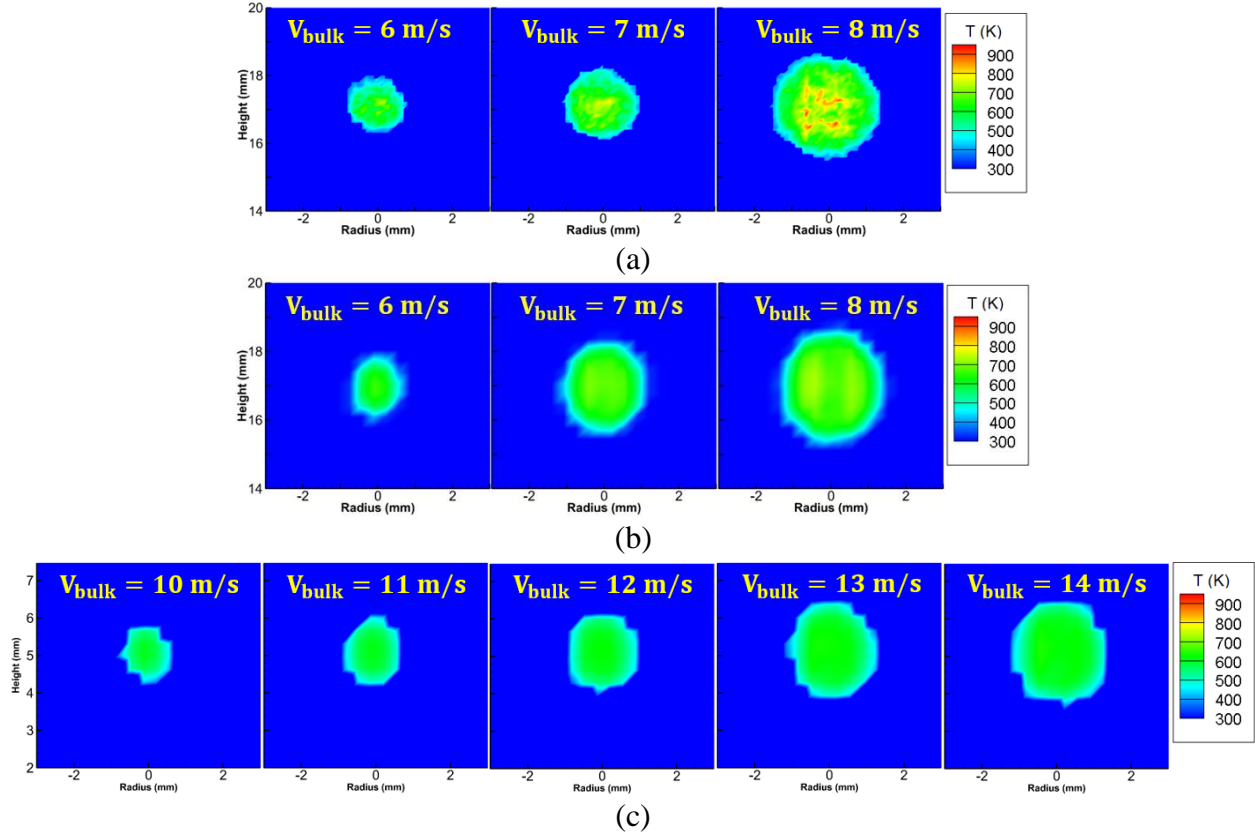 V_bulk = 6 m/s V_bulk = 7 m/s V_bulk = 8 m/s
T (K)
900
800
700
600
500
400
300
Height (mm)
20
18
16
14
-2 0 2 -2 0 2 -2 0 2
Radius (mm) Radius (mm) Radius (mm)
(a)
V_bulk = 6 m/s V_bulk = 7 m/s V_bulk = 8 m/s
T (K)
900
800
700
600
500
400
300
Height (mm)
20
18
16
14
-2 0 2 -2 0 2 -2 0 2
Radius (mm) Radius (mm) Radius (mm)
(b)
V_bulk = 10 m/s V_bulk = 11 m/s V_bulk = 12 m/s V_bulk = 13 m/s V_bulk = 14 m/s
T (K)
900
800
700
600
500
400
300
Height (mm)
7
6
5
4
3
2
-2 0 2 -2 0 2 -2 0 2 -2 0 2 -2 0 2
Radius (mm) Radius (mm) Radius (mm) Radius (mm) Radius (mm)
(c)